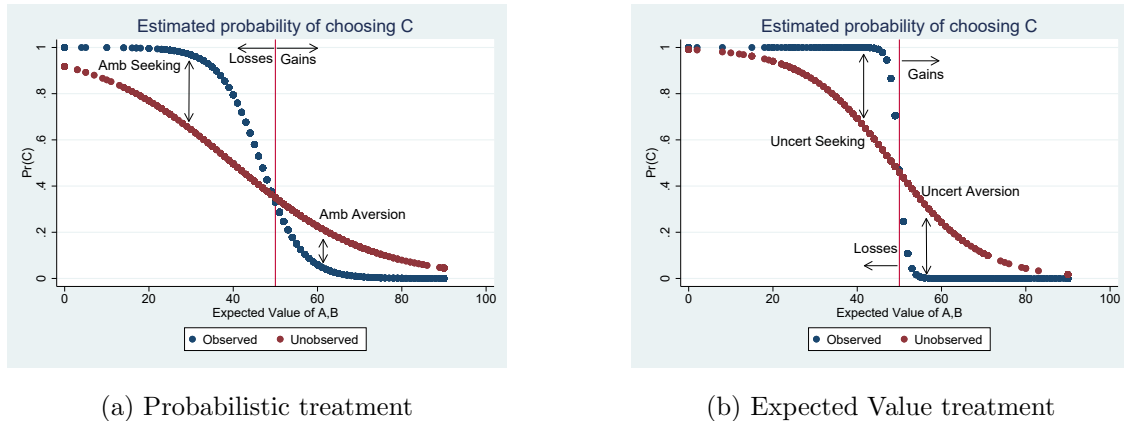 Estimated probability of choosing C
Losses Gains
Amb Seeking
Amb Aversion
Pr(C)
1
.8
.6
.4
.2
0
0 20 40 60 80 100
Expected Value of A,B
Observed Unobserved
(a) Probabilistic treatment
Estimated probability of choosing C
Gains
Uncert Seeking
Uncert Aversion
Losses
Pr(C)
1
.8
.6
.4
.2
0
0 20 40 60 80 100
Expected Value of A,B
Observed Unobserved
(b) Expected Value treatment